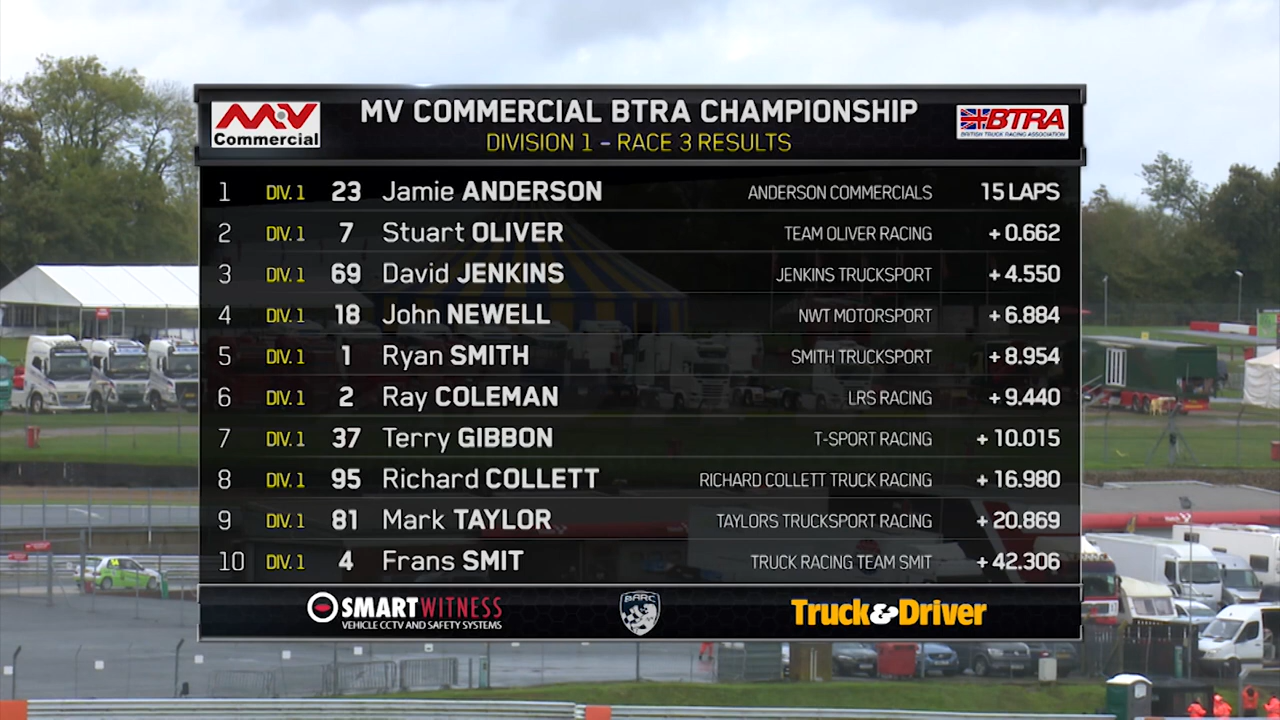 MV Commercial
MV COMMERCIAL BTRA CHAMPIONSHIP
DIVISION 1 - RACE 3 RESULTS
BTRA
BRITISH TRUCK RACING ASSOCIATION
1 DIV. 1 23 Jamie ANDERSON ANDERSON COMMERCIALS 15 LAPS
2 DIV. 1 7 Stuart OLIVER TEAM OLIVER RACING + 0.662
3 DIV. 1 69 David JENKINS JENKINS TRUCKSPORT + 4.550
4 DIV. 1 18 John NEWELL NWT MOTORSPORT + 6.884
5 DIV. 1 1 Ryan SMITH SMITH TRUCKSPORT + 8.954
6 DIV. 1 2 Ray COLEMAN LRS RACING + 9.440
7 DIV. 1 37 Terry GIBBON T-SPORT RACING + 10.015
8 DIV. 1 95 Richard COLLETT RICHARD COLLETT TRUCK RACING + 16.980
9 DIV. 1 81 Mark TAYLOR TAYLORS TRUCKSPORT RACING + 20.869
10 DIV. 1 4 Frans SMIT TRUCK RACING TEAM SMIT + 42.306
SMARTWITNESS
VEHICLE CCTV AND SAFETY SYSTEMS
BARC
Truck&Driver